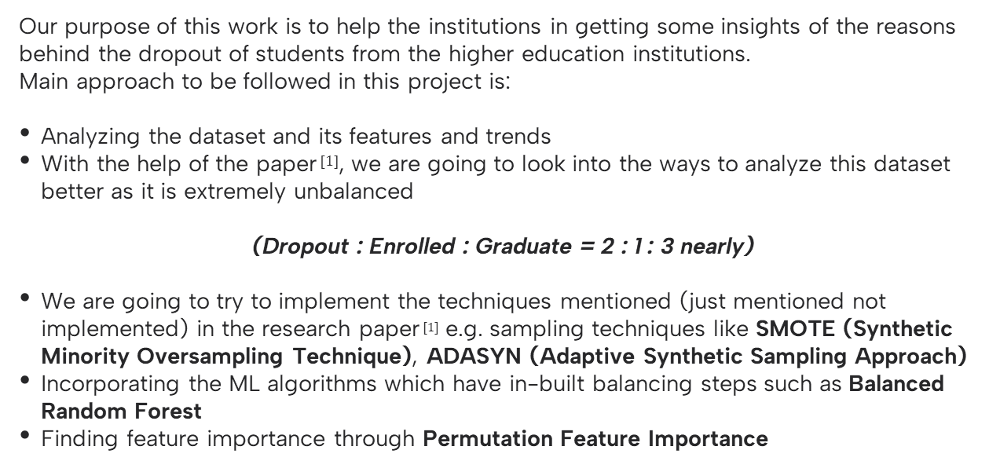 Our purpose of this work is to help the institutions in getting some insights of the reasons
behind the dropout of students from the higher education institutions.
Main approach to be followed in this project is:
• Analyzing the dataset and its features and trends
• With the help of the paper [1], we are going to look into the ways to analyze this dataset
better as it is extremely unbalanced
(Dropout : Enrolled : Graduate = 2 : 1 : 3 nearly)
• We are going to try to implement the techniques mentioned (just mentioned not
implemented) in the research paper [1] e.g. sampling techniques like SMOTE (Synthetic
Minority Oversampling Technique), ADASYN (Adaptive Synthetic Sampling Approach)
• Incorporating the ML algorithms which have in-built balancing steps such as Balanced
Random Forest
• Finding feature importance through Permutation Feature Importance